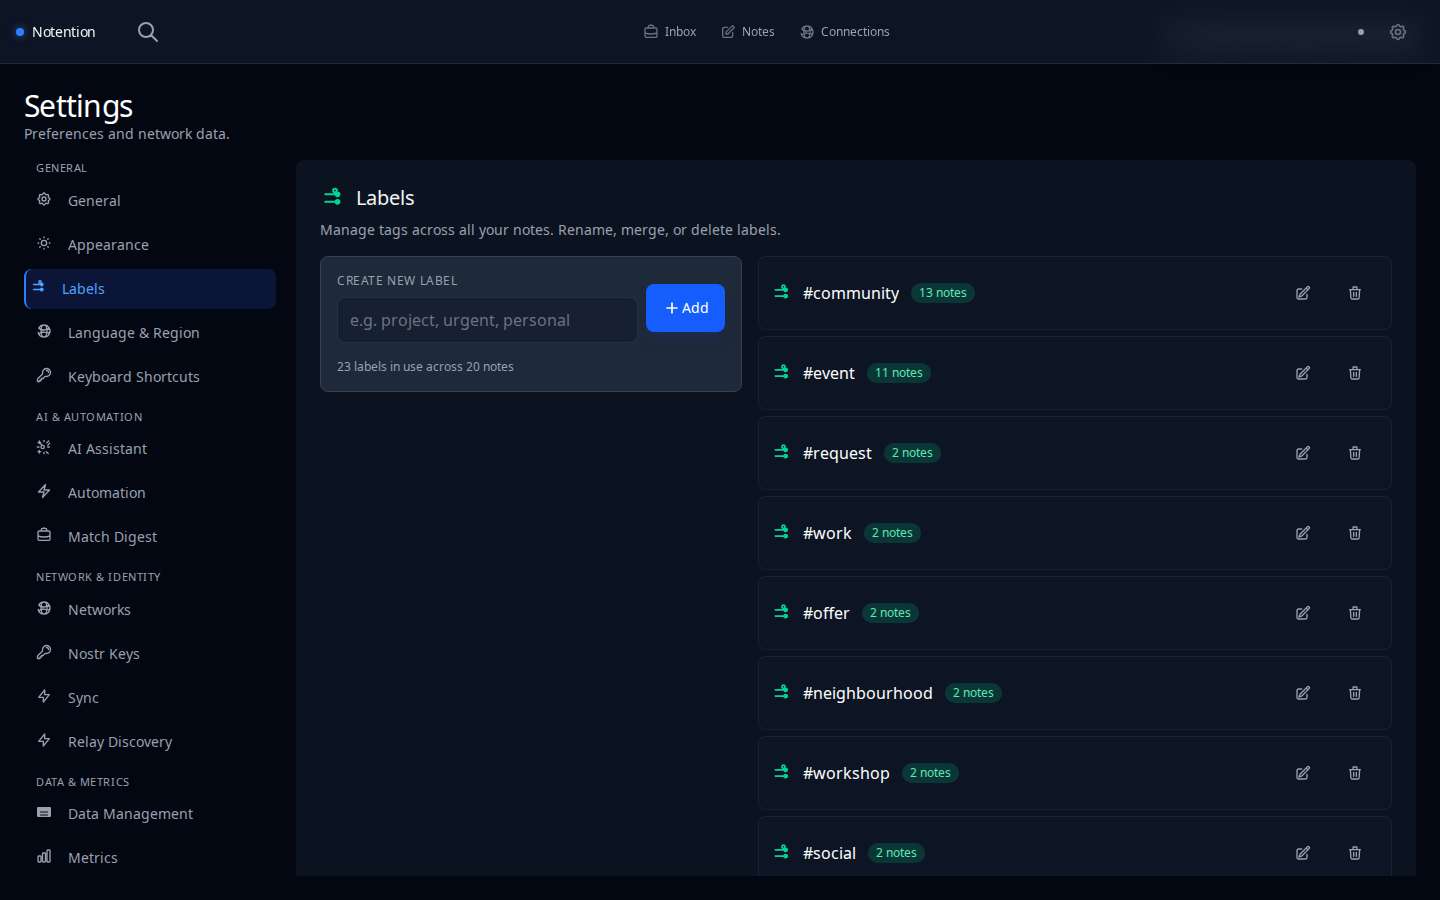 Notention
Inbox
Notes
Connections
Settings
Preferences and network data.
GENERAL
General
Appearance
Labels
Language & Region
Keyboard Shortcuts
AI & AUTOMATION
AI Assistant
Automation
Match Digest
NETWORK & IDENTITY
Networks
Nostr Keys
Sync
Relay Discovery
DATA & METRICS
Data Management
Metrics
Labels
Manage tags across all your notes. Rename, merge, or delete labels.
CREATE NEW LABEL
e.g. project, urgent, personal
Add
23 labels in use across 20 notes
#community 13 notes
#event 11 notes
#request 2 notes
#work 2 notes
#offer 2 notes
#neighbourhood 2 notes
#workshop 2 notes
#social 2 notes